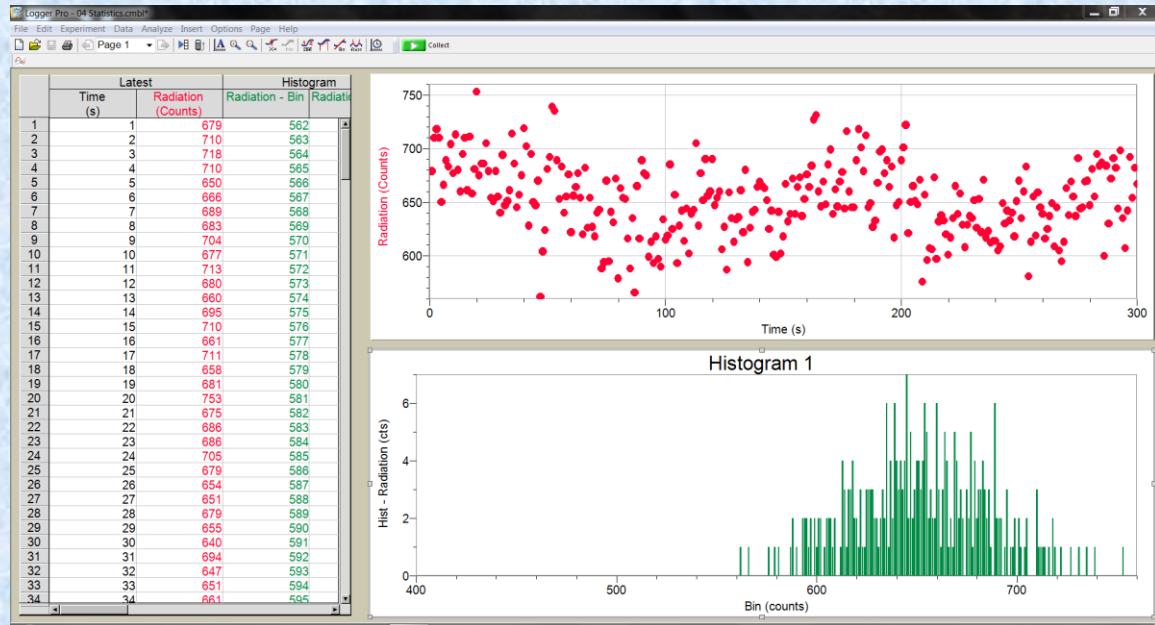 Logger Pro - 04 Statistics.cmbl*
File Edit Experiment Data Analyze Insert Options Page Help
Page 1
Collect
Latest Histogram
Time Radiation Radiation - Bin
(s) (Counts)
1 1 679 562
2 2 710 563
3 3 718 564
4 4 710 565
5 5 650 566
6 6 666 567
7 7 689 568
8 8 683 569
9 9 704 570
10 10 677 571
11 11 713 572
12 12 680 573
13 13 660 574
14 14 695 575
15 15 710 576
16 16 661 577
17 17 711 578
18 18 658 579
19 19 681 580
20 20 753 581
21 21 675 582
22 22 686 583
23 23 686 584
24 24 705 585
25 25 679 586
26 26 654 587
27 27 651 588
28 28 679 589
29 29 655 590
30 30 640 591
31 31 694 592
32 32 647 593
33 33 651 594
34 34 661 595
Radiation (Counts)
750
700
650
600
0 100 200 300
Time (s)
Histogram 1
Hist - Radiation (cts)
6
4
2
0
400 500 600 700
Bin (counts)